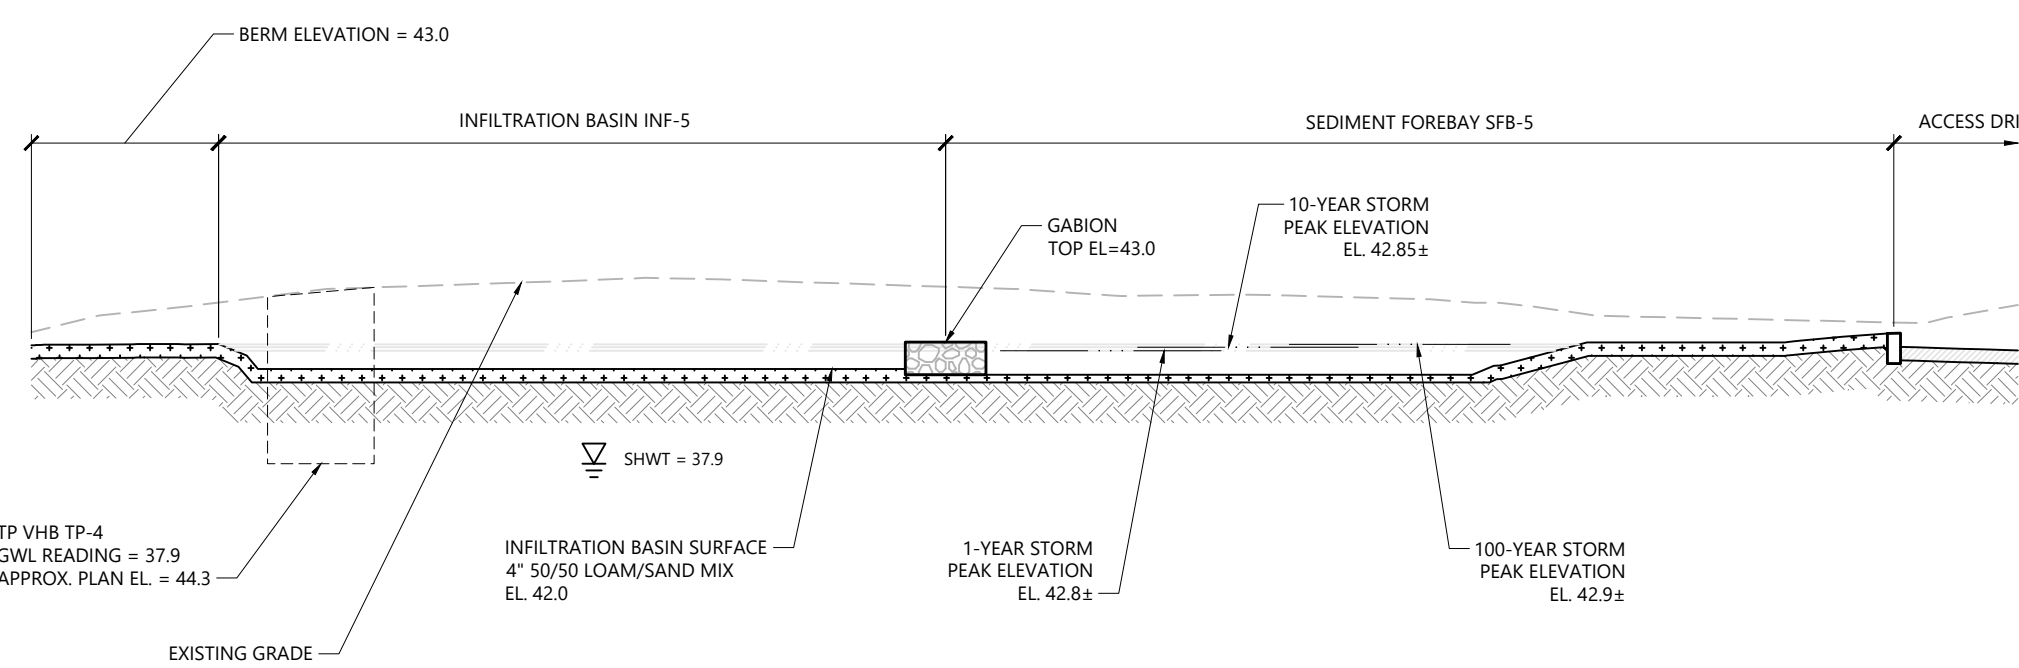 BERM ELEVATION = 43.0
INFILTRATION BASIN INF-5
SEDIMENT FOREBAY SFB-5
ACCESS DRI
10-YEAR STORM
PEAK ELEVATION
EL. 42.85±
GABION
TOP EL=43.0
SHWT = 37.9
TP VHB TP-4
GWL READING = 37.9
APPROX. PLAN EL. = 44.3
INFILTRATION BASIN SURFACE
4" 50/50 LOAM/SAND MIX
EL. 42.0
1-YEAR STORM
PEAK ELEVATION
EL. 42.8±
100-YEAR STORM
PEAK ELEVATION
EL. 42.9±
EXISTING GRADE